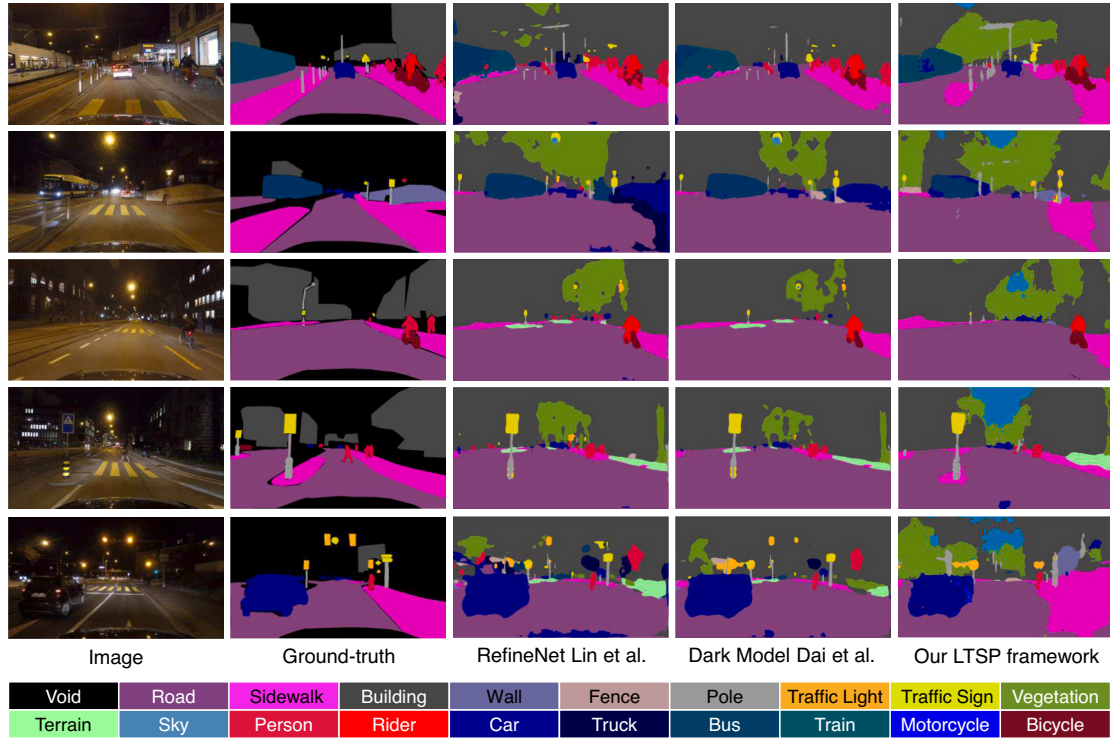 Image Ground-truth RefineNet Lin et al. Dark Model Dai et al. Our LTSP framework
Void Road Sidewalk Building Wall Fence Pole Traffic Light Traffic Sign Vegetation
Terrain Sky Person Rider Car Truck Bus Train Motorcycle Bicycle